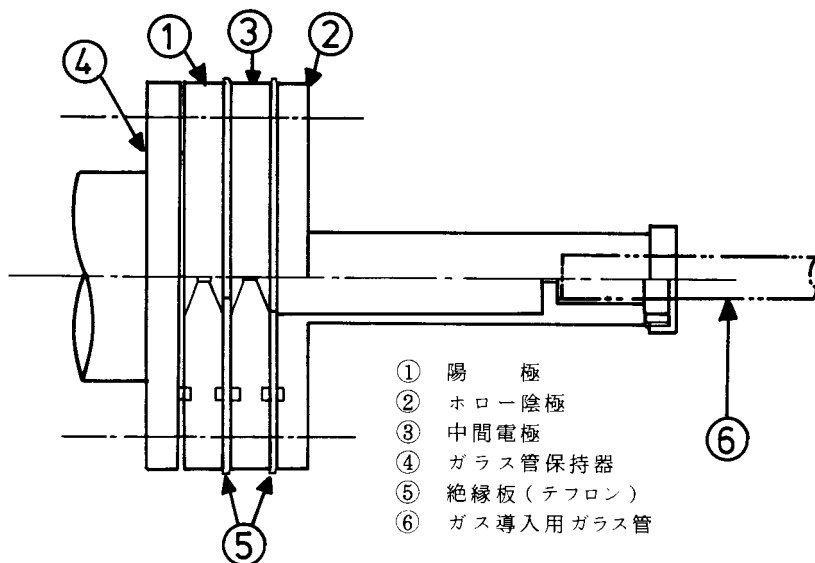 ① ③ ②
④
① 陽 極
② ホロー陰極
③ 中間電極
④ ガラス管保持器
⑤ 絶縁板(テフロン)
⑥ ガス導入用ガラス管
⑥
⑤